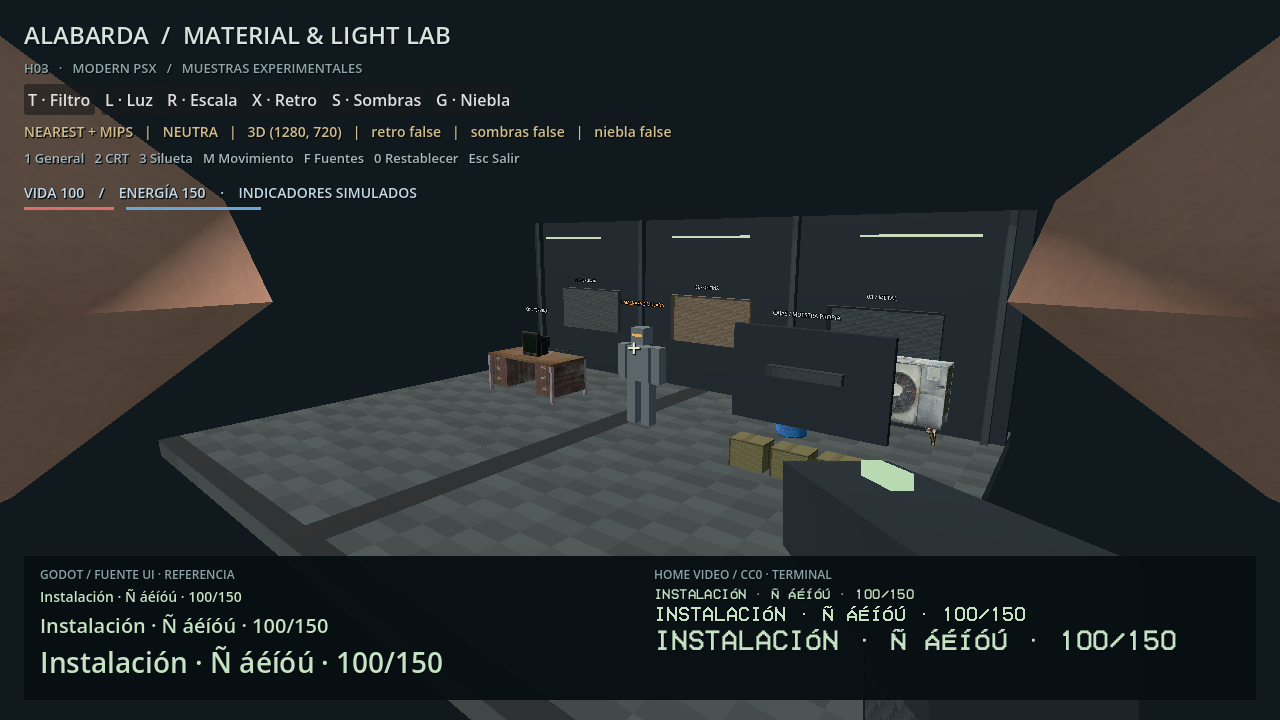 ALABARDA / MATERIAL & LIGHT LAB
H03 · MODERN PSX / MUESTRAS EXPERIMENTALES
T · Filtro L · Luz R · Escala X · Retro S · Sombras G · Niebla
NEAREST + MIPS | NEUTRA | 3D (1280, 720) | retro false | sombras false | niebla false
1 General 2 CRT 3 Silueta M Movimiento F Fuentes 0 Restablecer Esc Salir
VIDA 100 / ENERGÍA 150 · INDICADORES SIMULADOS
GODOT / FUENTE UI · REFERENCIA
Instalación · Ñ áéíóú · 100/150
Instalación · Ñ áéíóú · 100/150
Instalación · Ñ áéíóú · 100/150
HOME VIDEO / CC0 · TERMINAL
INSTALACIóN · Ñ ÁÉÍÓÚ · 100/150
INSTALACIóN · Ñ ÁÉÍÓÚ · 100/150
INSTALACIóN · Ñ ÁÉÍÓÚ · 100/150